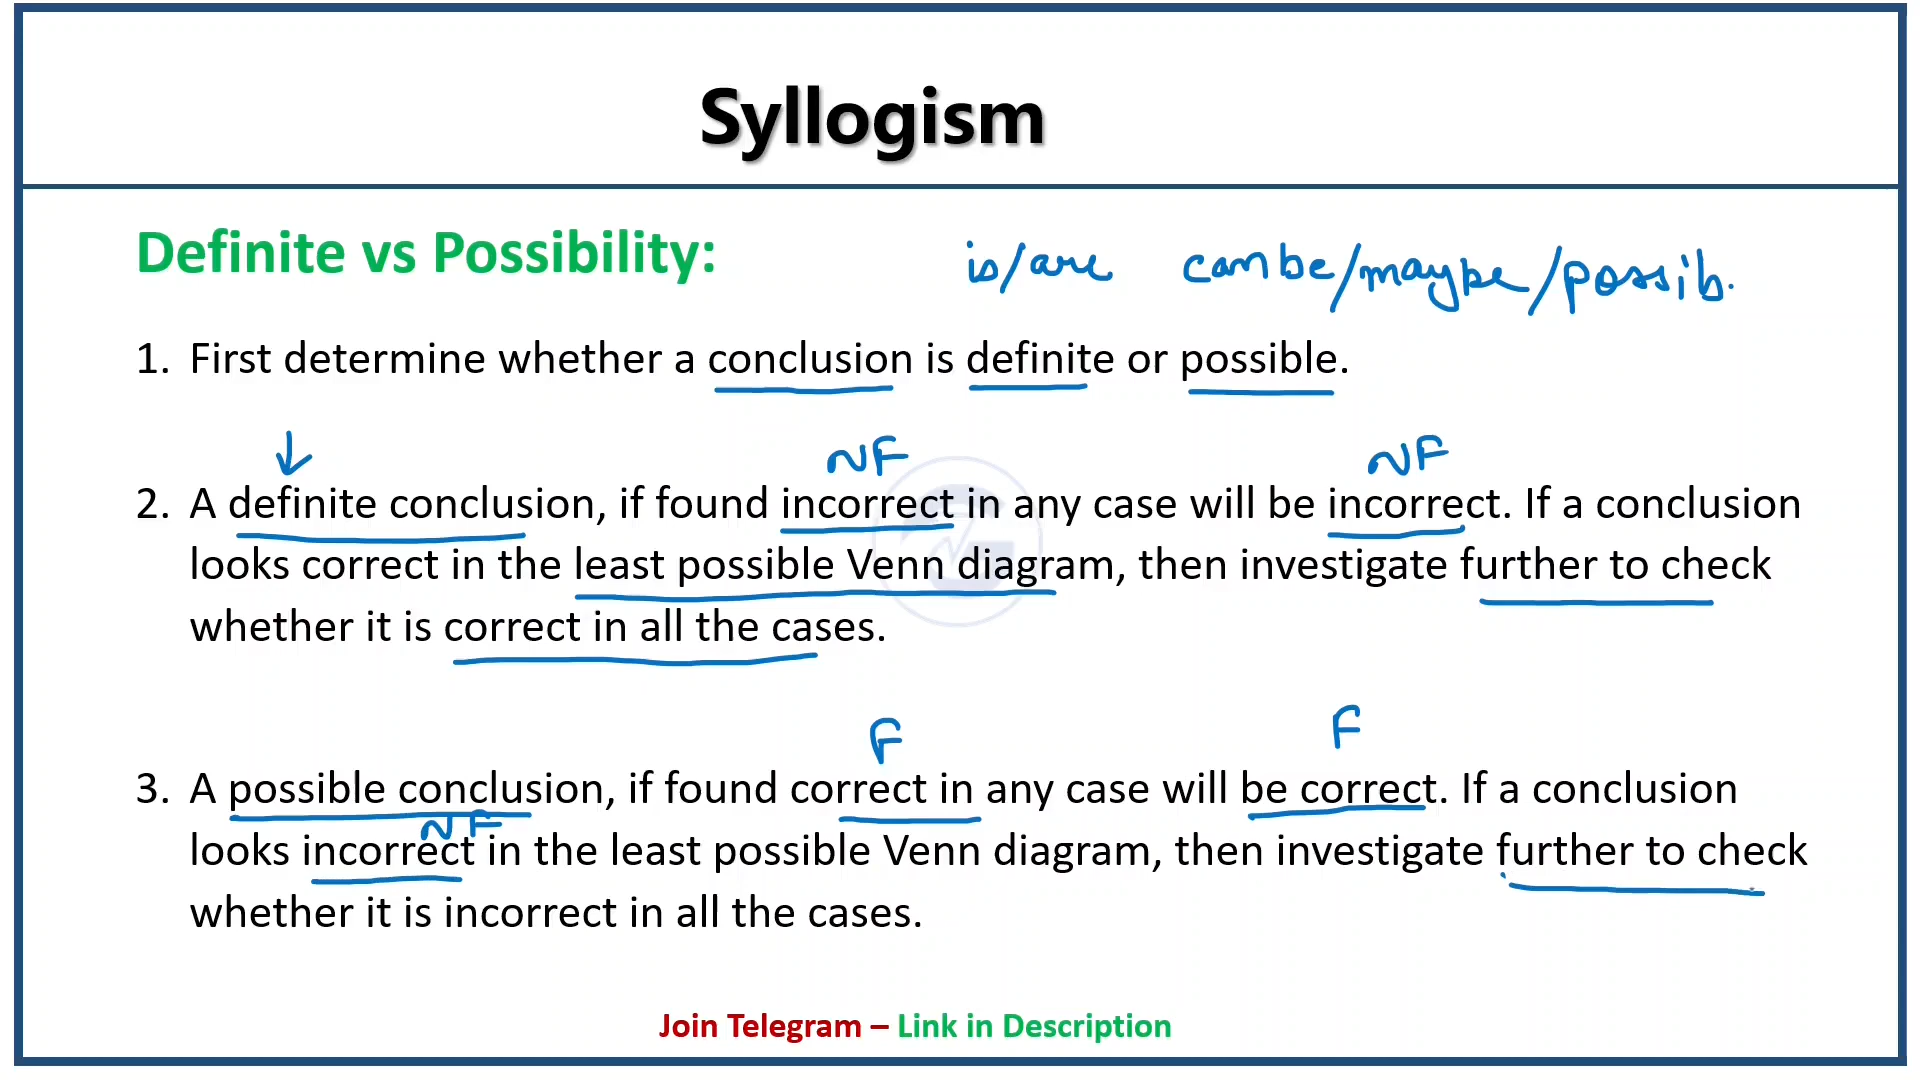 Syllogism
Definite vs Possibility:
is/are can be/maybe/possib.
1. First determine whether a conclusion is definite or possible.
NF NF
2. A definite conclusion, if found incorrect in any case will be incorrect. If a conclusion
looks correct in the least possible Venn diagram, then investigate further to check
whether it is correct in all the cases.
F F
3. A possible conclusion, if found correct in any case will be correct. If a conclusion
NF
looks incorrect in the least possible Venn diagram, then investigate further to check
whether it is incorrect in all the cases.
Join Telegram – Link in Description